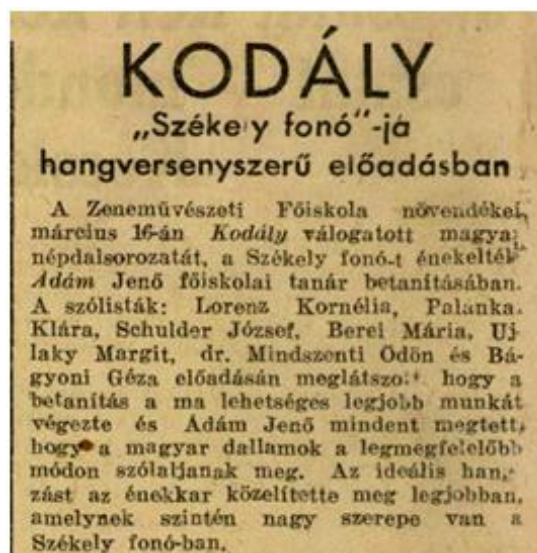 KODÁLY
„Székely fonó"-ja
hangversenyszerű előadásban
A Zeneművészeti Főiskola növendékei,
március 16-án Kodály válogatott magya,
népdalsorozatát, a Székely fonó-t énekelték
Ádám Jenő főiskolai tanár betanításában.
A szólisták: Lorenz Kornélia, Palánka.
Klára, Schulder József, Berei Mária, Uj-
laky Margit, dr. Mindszenti Ödön és Bá-
gyoni Géza előadásán meglátszott hogy a
betanítás a ma lehetséges legjobb munkát
végezte és Ádám Jenő mindent megtett,
hogy a magyar dallamok a legmegfelelőbb
módon szólaljanak meg. Az ideális han-
zást az énekkar közelítette meg legjobban,
amelynek szintén nagy szerepe van a
Székely fonó-ban.